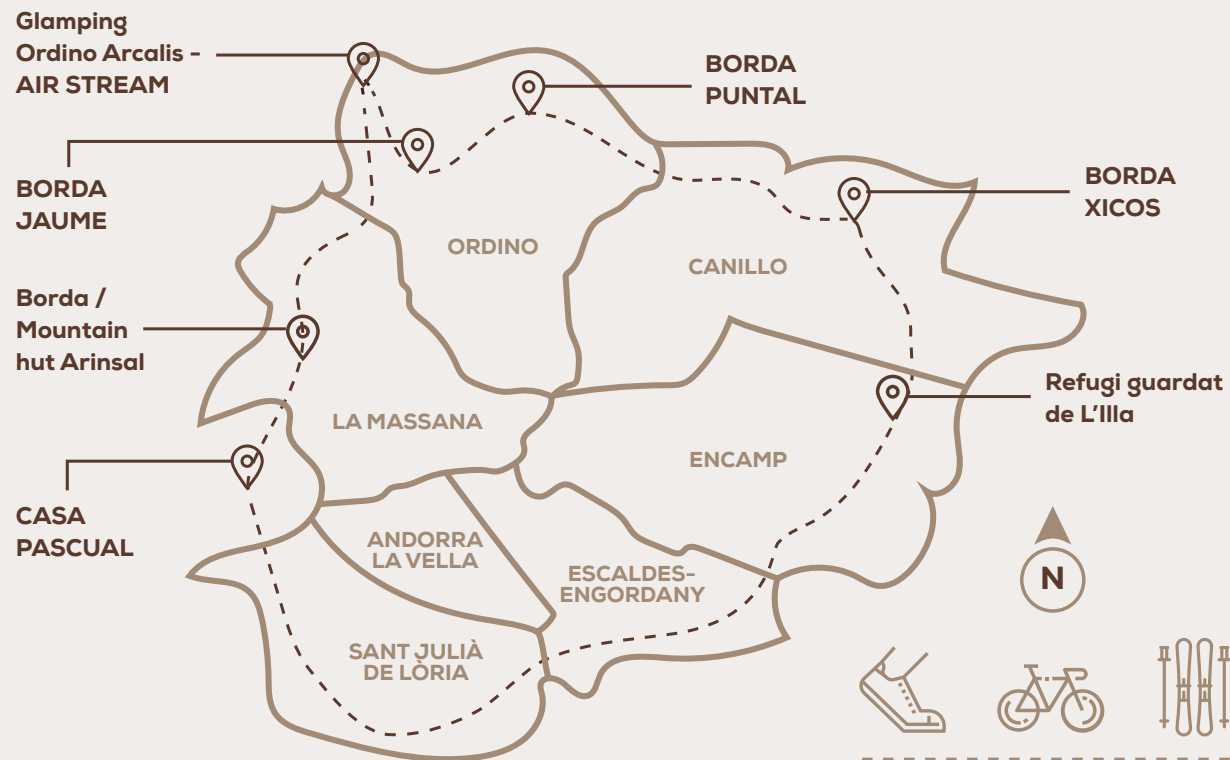 Glamping
Ordino Arcalis -
AIR STREAM
BORDA
PUNTAL
BORDA
JAUME
BORDA
XICOS
ORDINO
CANILLO
Borda /
Mountain
hut Arinsal
Refugi guardat
de L'Illa
LA MASSANA
ENCAMP
CASA
PASCUAL
ANDORRA
LA VELLA
ESCALDES-
ENGORDANY
N
SANT JULIÀ
DE LÒRIA